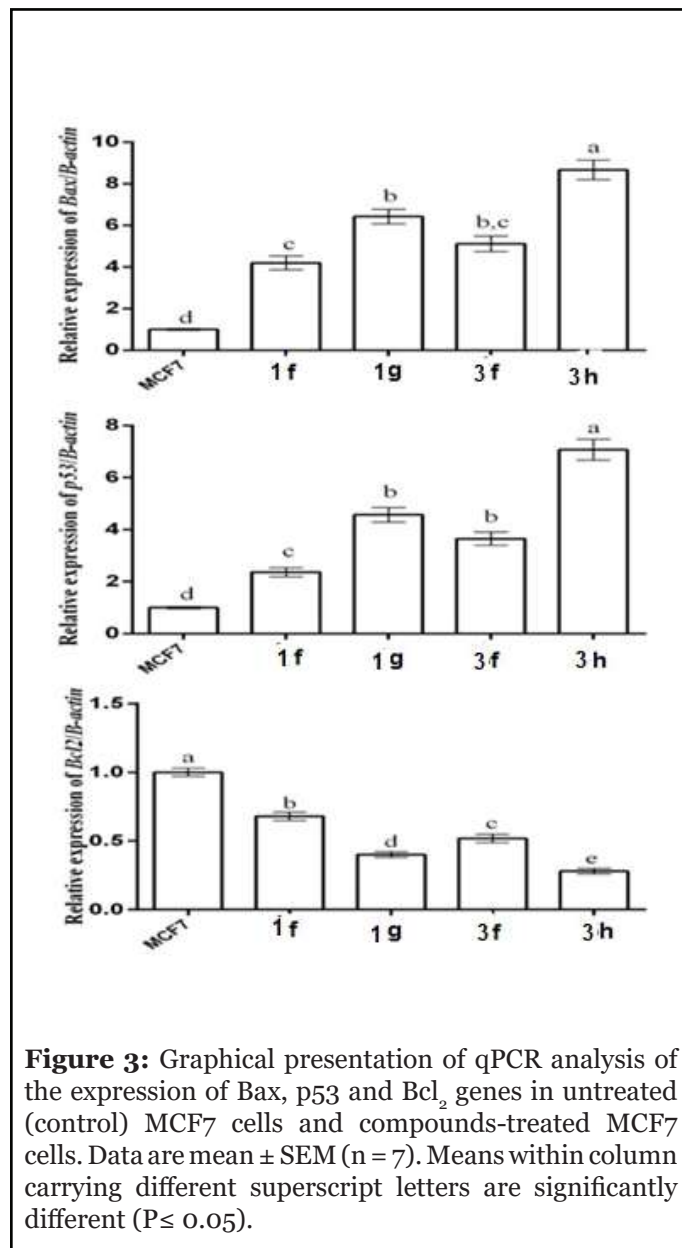 Relative expression of Bax/B-actin
10
8
6
4
2
0
d
c
b
b,c
a
MCF7
1f
1g
3f
3h
Relative expression of p53/B-actin
8
6
4
2
0
d
c
b
b
a
MCF7
1f
1g
3f
3h
Relative expression of Bcl2/B-actin
1.5
1.0
0.5
0.0
a
b
d
c
e
MCF7
1f
1g
3f
3h
Figure 3: Graphical presentation of qPCR analysis of
the expression of Bax, p53 and Bcl₂ genes in untreated
(control) MCF7 cells and compounds-treated MCF7
cells. Data are mean ± SEM (n = 7). Means within column
carrying different superscript letters are significantly
different (P≤ 0.05).